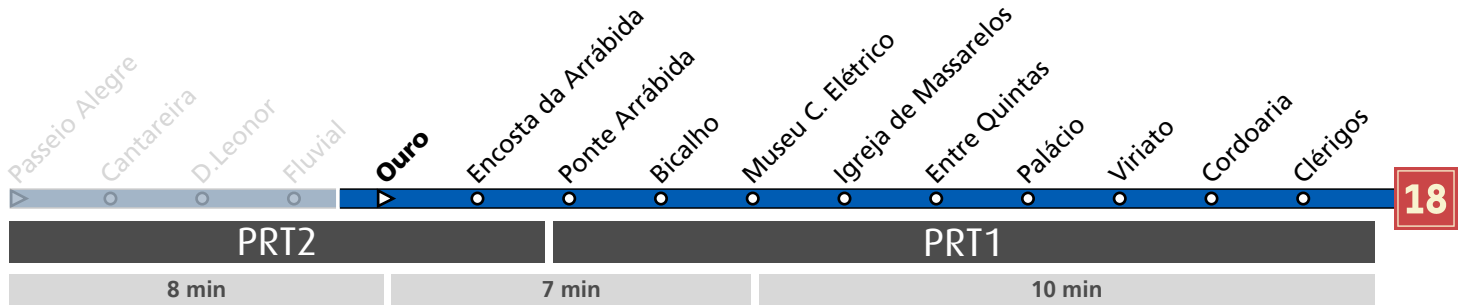 Passeio Alegre
Cantareira
D.Leonor
Fluvial
Ouro
Encosta da Arrábida
Ponte Arrábida
Bicalho
Museu C. Elétrico
Igreja de Massarelos
Entre Quintas
Palácio
Viriato
Cordoaria
Clérigos
18
PRT2
PRT1
8 min
7 min
10 min